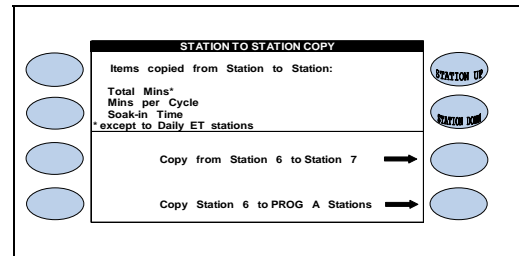 STATION TO STATION COPY
Items copied from Station to Station:
STATION UP
Total Mins*
Mins per Cycle
Soak-in Time
STATION DOWN
* except to Daily ET stations
Copy from Station 6 to Station 7
Copy Station 6 to PROG A Stations